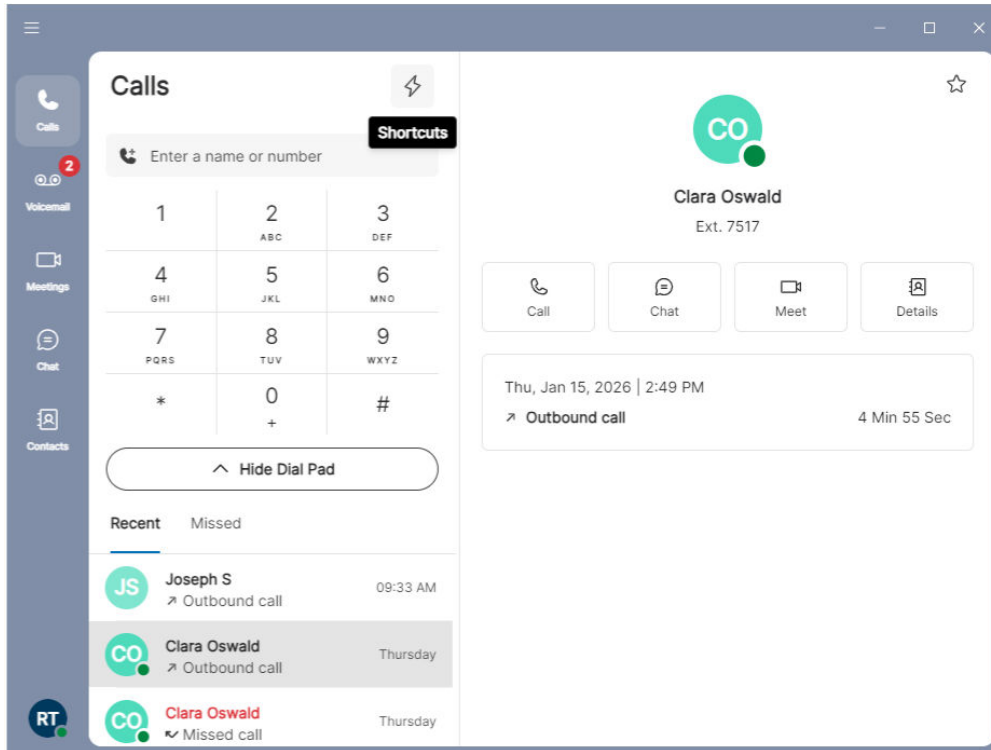 Calls
Shortcuts
Enter a name or number
1
2
ABC
3
DEF
4
GHI
5
JKL
6
MNO
7
PQRS
8
TUV
9
WXYZ
*
0
+
#
Hide Dial Pad
Recent Missed
JS
Joseph S
Outbound call
09:33 AM
CO
Clara Oswald
Outbound call
Thursday
CO
Clara Oswald
Missed call
Thursday
Calls
2
Voicemail
Meetings
Chat
Contacts
RT
CO
Clara Oswald
Ext. 7517
Call
Chat
Meet
Details
Thu, Jan 15, 2026 | 2:49 PM
Outbound call
4 Min 55 Sec